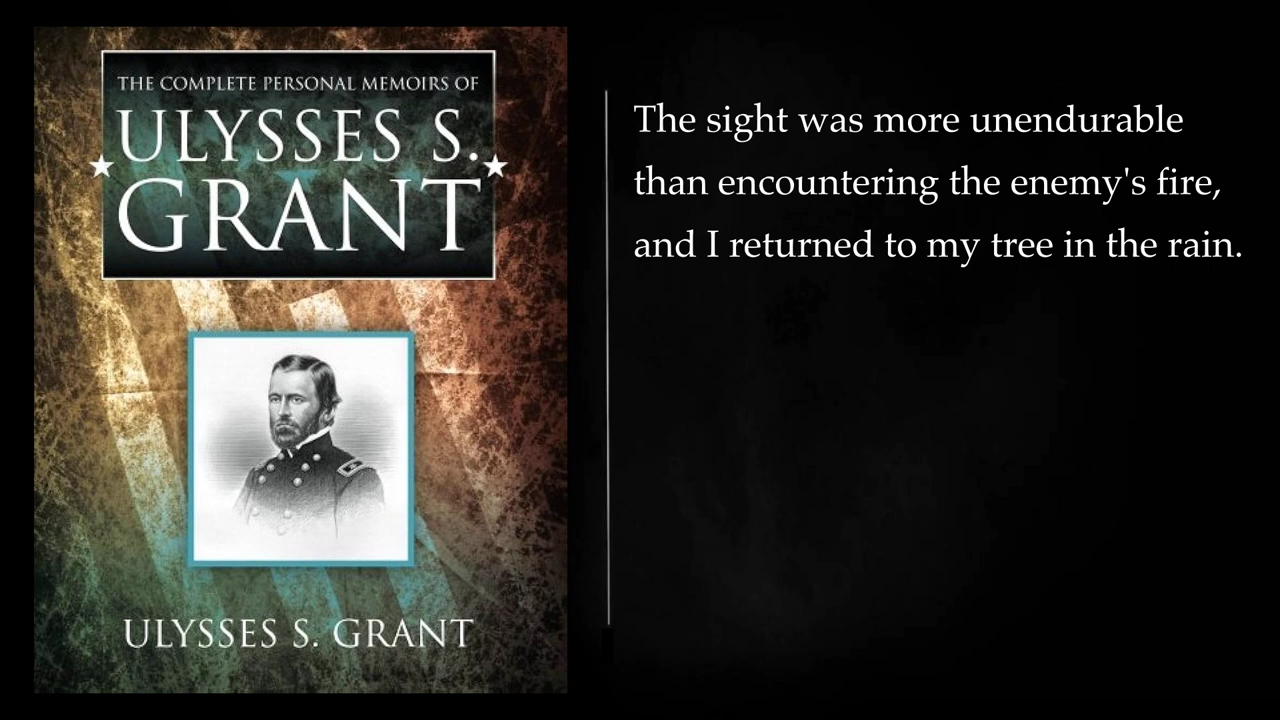 THE COMPLETE PERSONAL MEMOIRS OF
ULYSSES S.
GRANT
ULYSSES S. GRANT
The sight was more unendurable
than encountering the enemy's fire,
and I returned to my tree in the rain.